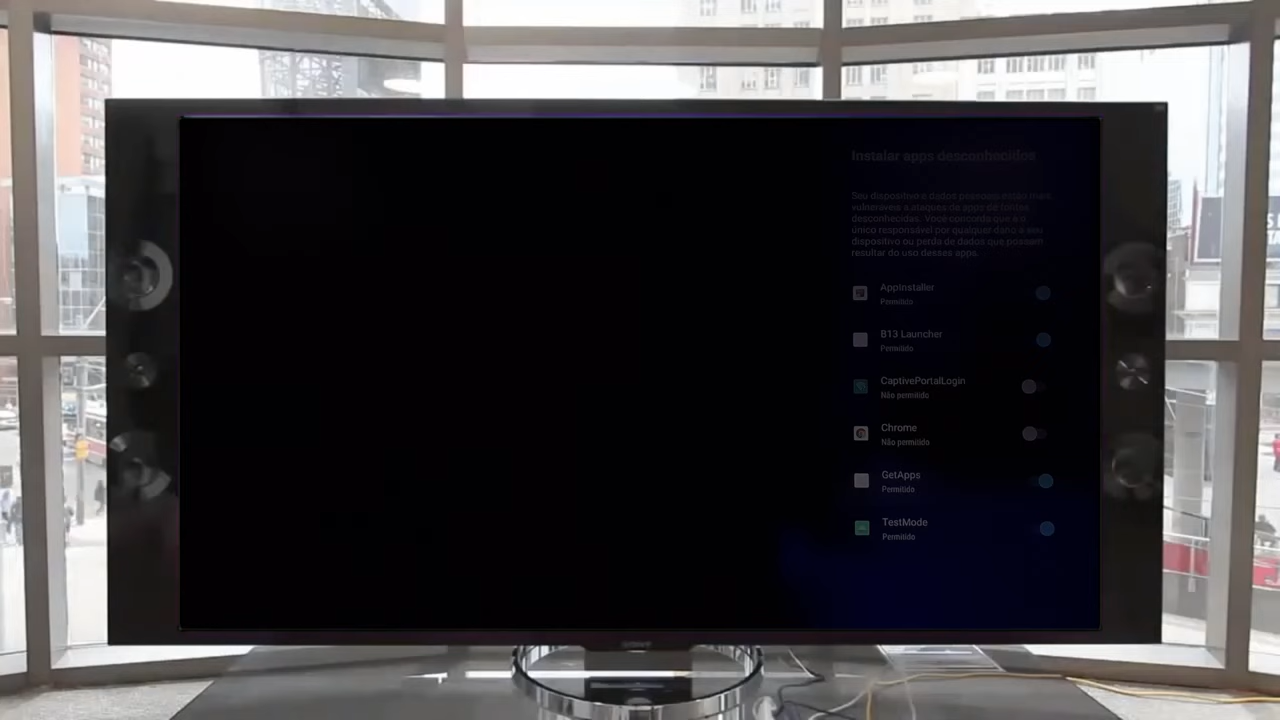 Instalar apps desconhecidos
Seu dispositivo e dados pessoais estão mais
vulneráveis a ataques de apps de fontes
desconhecidas. Você concorda que é o
único responsável por qualquer dano a seu
dispositivo ou perda de dados que possam
resultar do uso desses apps.
AppInstaller
Permitido
B13 Launcher
Permitido
CaptivePortalLogin
Não permitido
Chrome
Não permitido
GetApps
Permitido
TestMode
Permitido